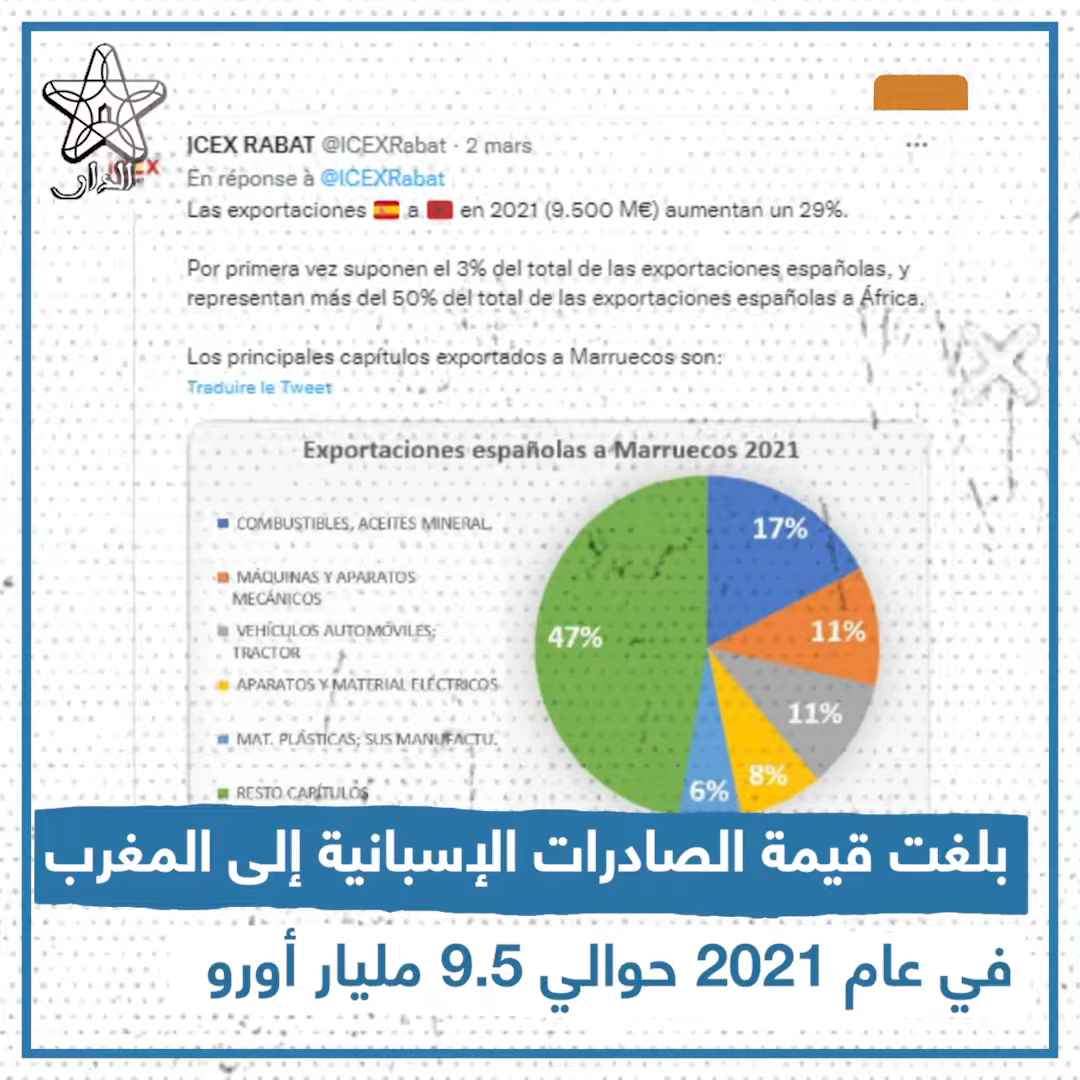 الدار
ICEX RABAT @ICEXRabat · 2 mars
En réponse à @ICEXRabat
Las exportaciones 🇪🇸 a 🇲🇦 en 2021 (9.500 M€) aumentan un 29%.
Por primera vez suponen el 3% del total de las exportaciones españolas, y
representan más del 50% del total de las exportaciones españolas a África.
Los principales capítulos exportados a Marruecos son:
Traduire le Tweet
Exportaciones españolas a Marruecos 2021
COMBUSTIBLES, ACEITES MINERAL.
MÁQUINAS Y APARATOS
MECÁNICOS
VEHÍCULOS AUTOMÓVILES;
TRACTOR
APARATOS Y MATERIAL ELÉCTRICOS
MAT. PLÁSTICAS; SUS MANUFACTU.
RESTO CAPÍTULOS
17%
11%
11%
8%
6%
47%
بلغت قيمة الصادرات الإسبانية إلى المغرب
في عام 2021 حوالي 9.5 مليار أورو